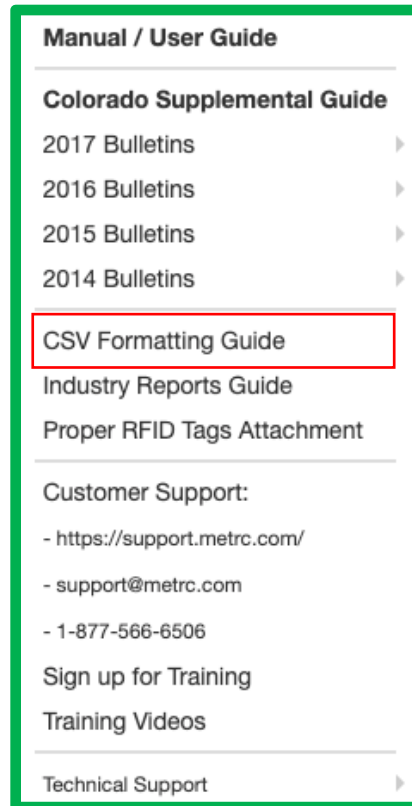 Manual / User Guide
Colorado Supplemental Guide
2017 Bulletins
2016 Bulletins
2015 Bulletins
2014 Bulletins
CSV Formatting Guide
Industry Reports Guide
Proper RFID Tags Attachment
Customer Support:
- https://support.metrc.com/
- support@metrc.com
- 1-877-566-6506
Sign up for Training
Training Videos
Technical Support